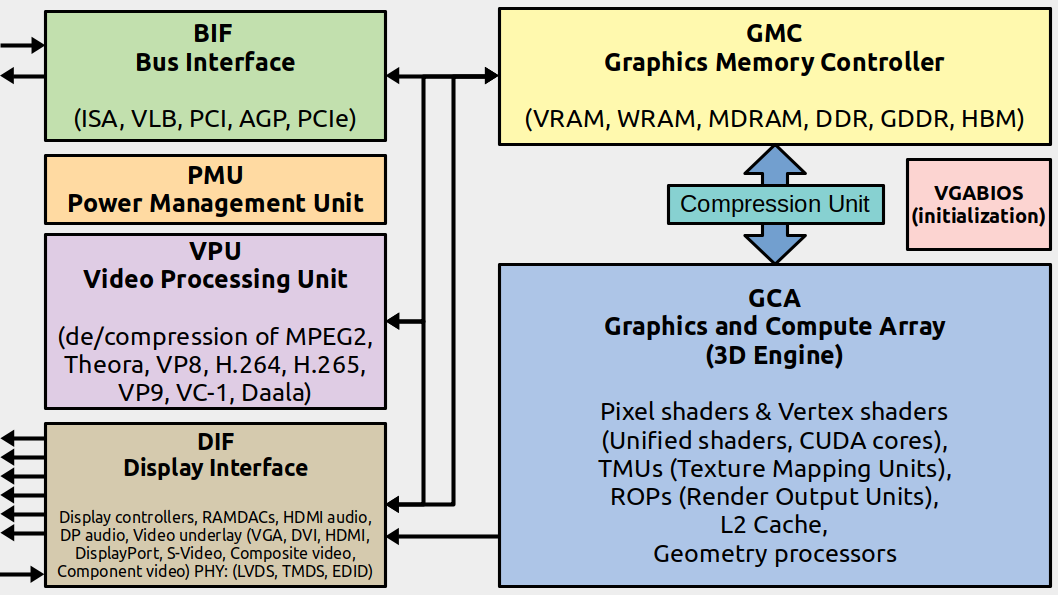 BIF
Bus Interface
(ISA, VLB, PCI, AGP, PCIe)
PMU
Power Management Unit
VPU
Video Processing Unit
(de/compression of MPEG2,
Theora, VP8, H.264, H.265,
VP9, VC-1, Daala)
DIF
Display Interface
Display controllers, RAMDACs, HDMI audio,
DP audio, Video underlay (VGA, DVI, HDMI,
DisplayPort, S-Video, Composite video,
Component video) PHY: (LVDS, TMDS, EDID)
GMC
Graphics Memory Controller
(VRAM, WRAM, MDRAM, DDR, GDDR, HBM)
Compression Unit
VGABIOS
(initialization)
GCA
Graphics and Compute Array
(3D Engine)
Pixel shaders & Vertex shaders
(Unified shaders, CUDA cores),
TMUs (Texture Mapping Units),
ROPs (Render Output Units),
L2 Cache,
Geometry processors